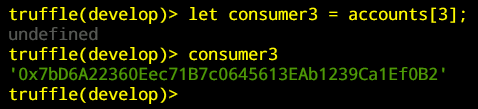 truffle(develop)> let consumer3 = accounts[3];
undefined
truffle(develop)> consumer3
'0x7bD6A22360Eec71B7c0645613EAb1239Ca1Ef0B2'
truffle(develop)>